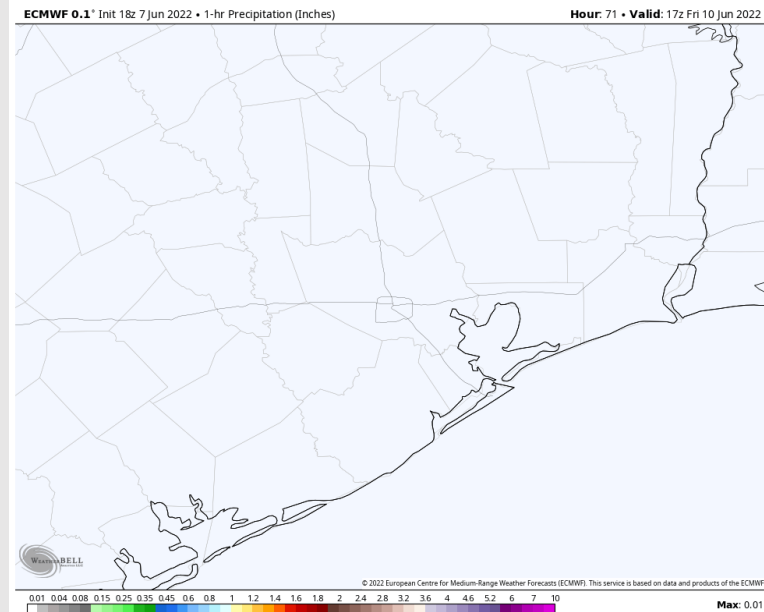 ECMWF 0.1° Init 18z 7 Jun 2022 • 1-hr Precipitation (Inches) Hour: 71 • Valid: 17z Fri 10 Jun 2022
WeatherBELL
© 2022 European Centre for Medium-Range Weather Forecasts (ECMWF). This service is based on data and products of the ECMWF
0.01 0.04 0.08 0.15 0.25 0.35 0.45 0.6 0.8 1 1.2 1.4 1.6 1.8 2 2.4 2.8 3.2 3.6 4 4.6 5.2 6 7 10 Max: 0.01